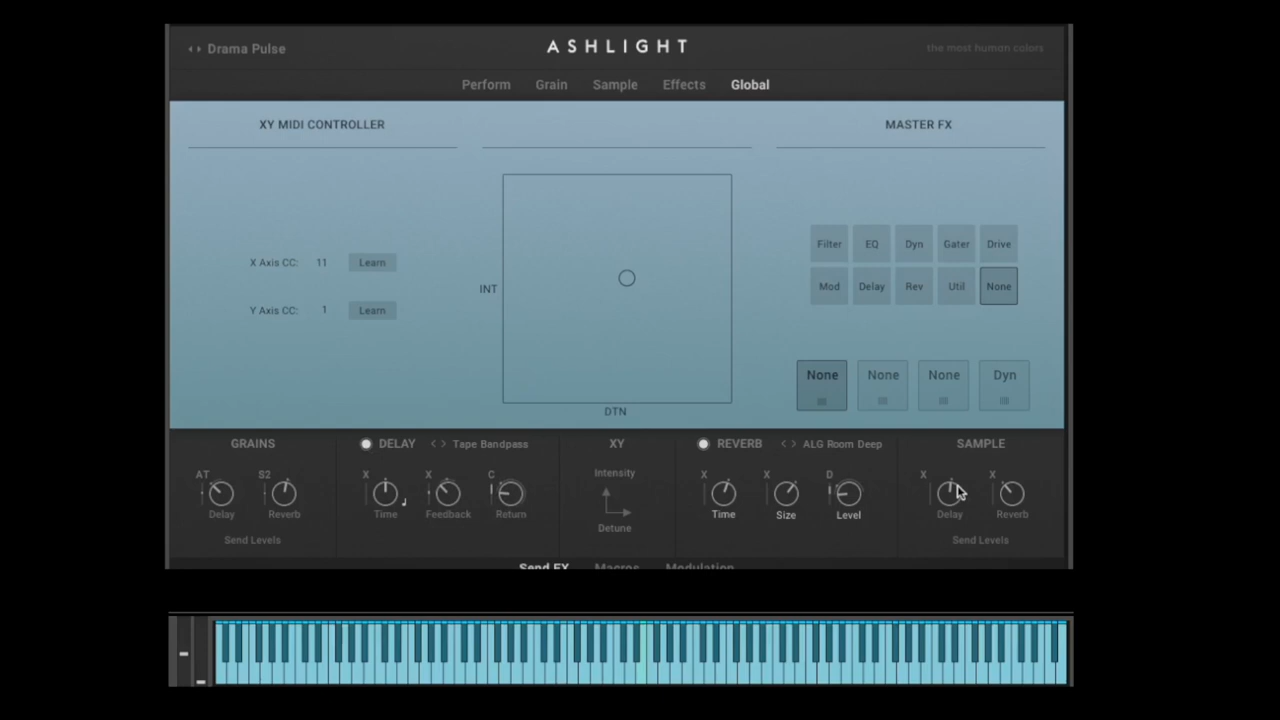 Drama Pulse
ASHLIGHT
the most human colors
Perform Grain Sample Effects Global
XY MIDI CONTROLLER
MASTER FX
Filter EQ Dyn Gater Drive
X Axis CC: 11 Learn
Mod Delay Rev Util None
INT
Y Axis CC: 1 Learn
None None None Dyn
DTN
GRAINS DELAY Tape Bandpass XY REVERB ALG Room Deep SAMPLE
AT S2 X X C Intensity X X D X X
Delay Reverb Time Feedback Return Detune Time Size Level Delay Reverb
Send Levels Send Levels
Send FX Macros Modulation